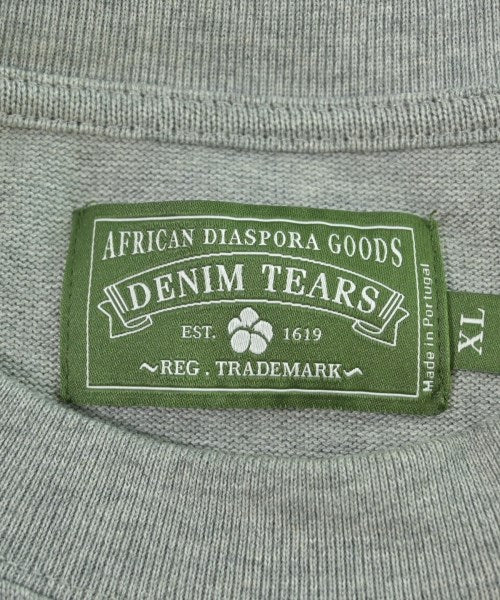 AFRICAN DIASPORA GOODS
DENIM TEARS
EST. 1619
~REG. TRADEMARK~
Made in Portugal
XL